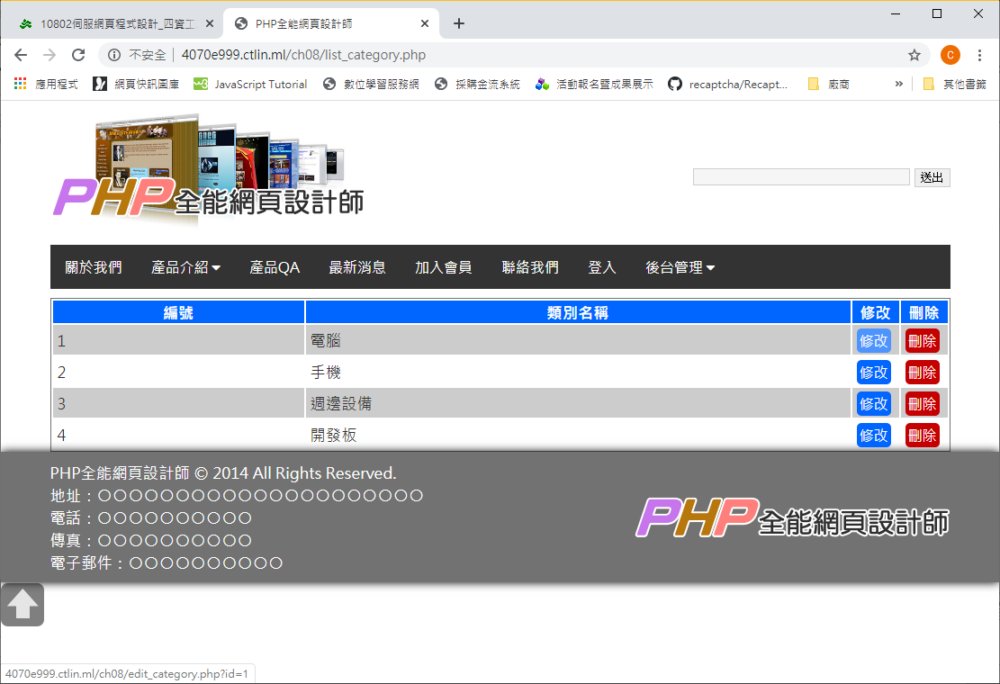 10802伺服網頁程式設計_四資工
PHP全能網頁設計師
不安全 4070e999.ctlin.ml/ch08/list_category.php
C
應用程式 網頁快訊圖庫 JavaScript Tutorial 數位學習服務網 採購金流系統 活動報名暨成果展示 recaptcha/Recapt... 廠商 » 其他書籤
PHP全能網頁設計師
送出
關於我們 產品介紹 產品QA 最新消息 加入會員 聯絡我們 登入 後台管理
編號 類別名稱 修改 刪除
1 電腦 修改 刪除
2 手機 修改 刪除
3 週邊設備 修改 刪除
4 開發板 修改 刪除
PHP全能網頁設計師 © 2014 All Rights Reserved.
地址：〇〇〇〇〇〇〇〇〇〇〇〇〇〇〇〇〇〇〇〇〇
電話：〇〇〇〇〇〇〇〇〇〇
傳真：〇〇〇〇〇〇〇〇〇〇
電子郵件：〇〇〇〇〇〇〇〇〇〇
PHP全能網頁設計師
4070e999.ctlin.ml/ch08/edit_category.php?id=1